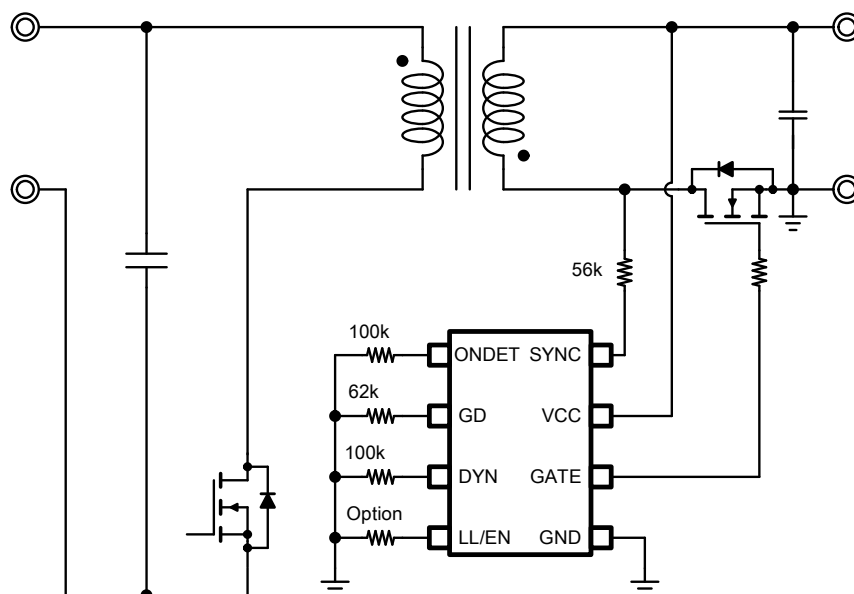 56k
100k
ONDET SYNC
62k
GD VCC
100k
DYN GATE
Option
LL/EN GND